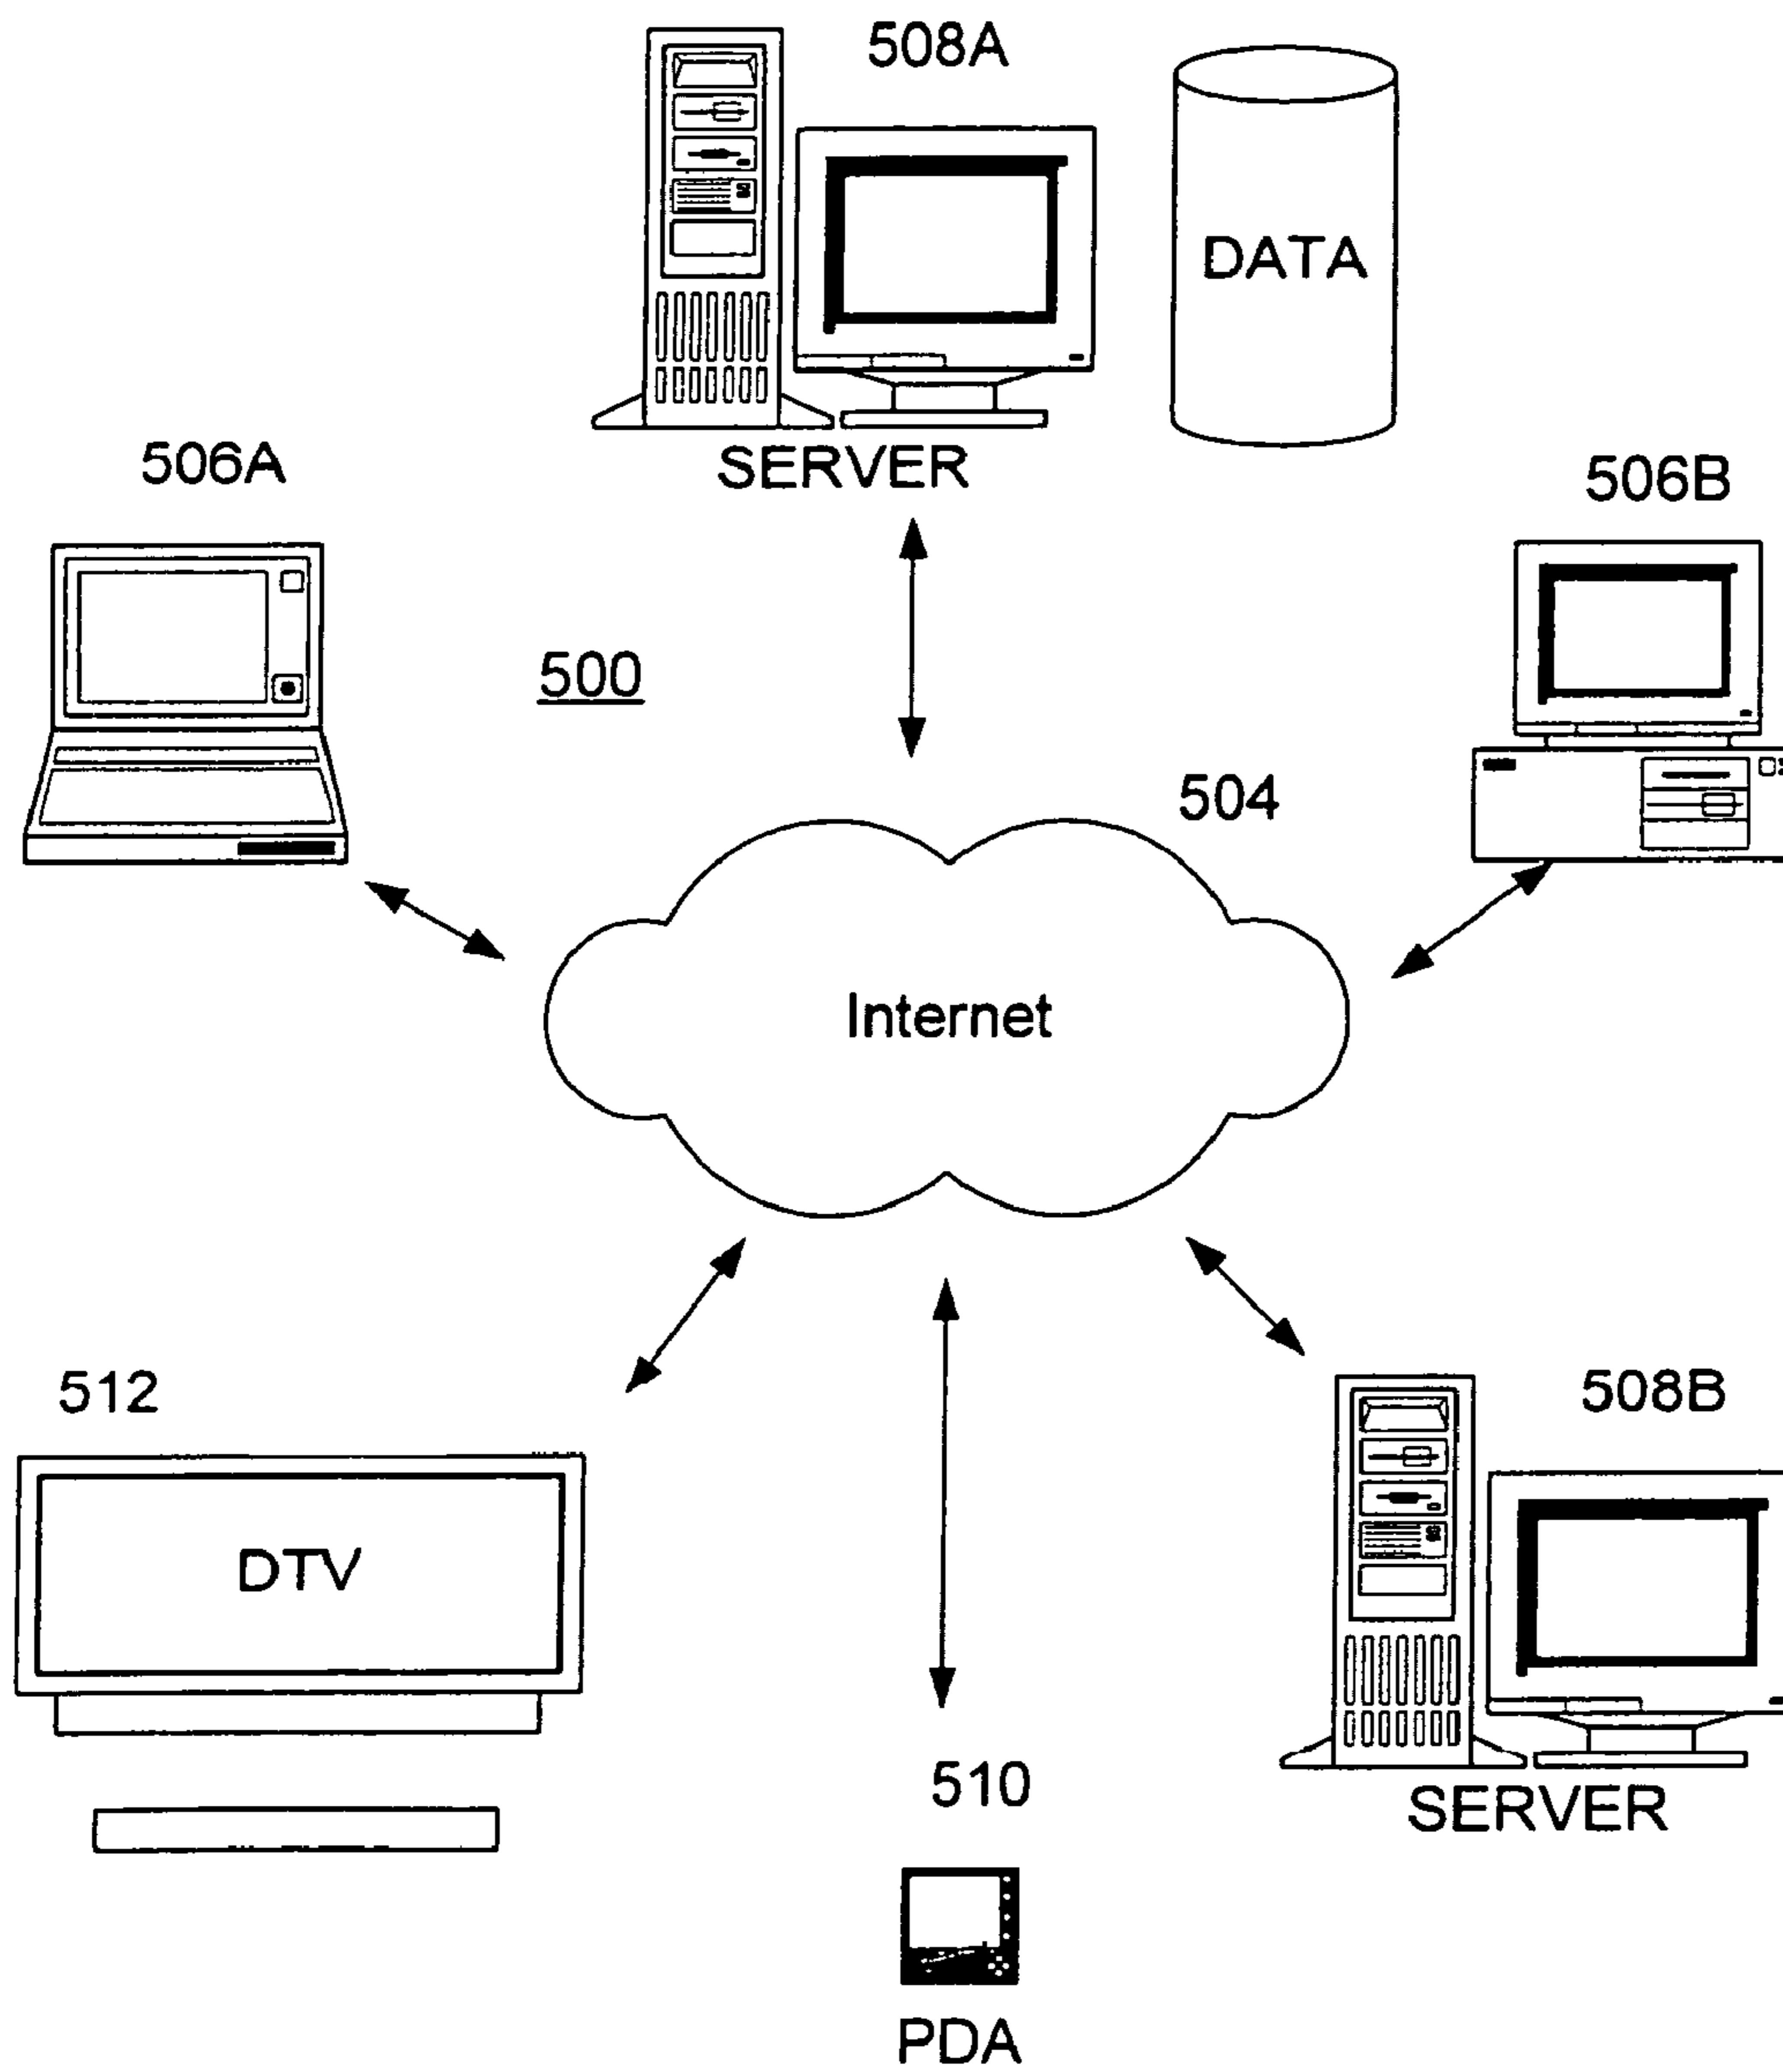 508A
DATA
SERVER
506A
506B
500
504
Internet
512
DTV
508B
SERVER
510
PDA